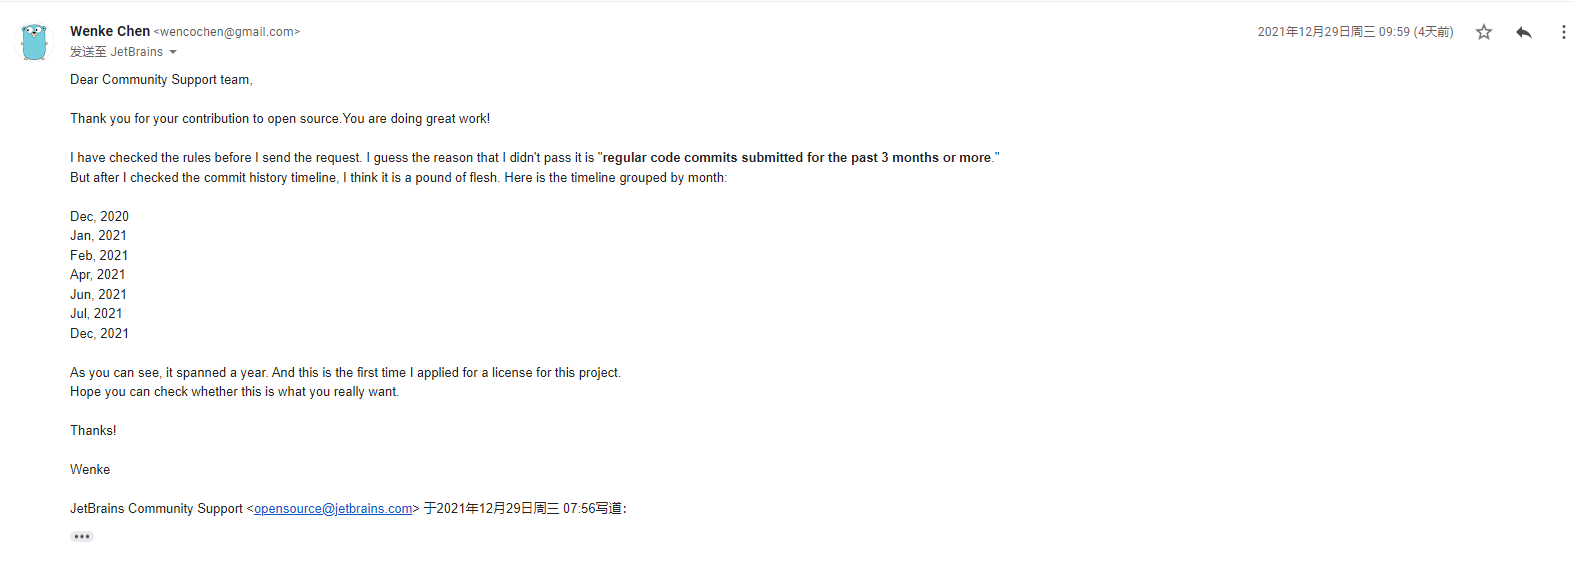 Wenke Chen <wencochen@gmail.com>
2021年12月29日周三 09:59 (4天前)
发送至 JetBrains
Dear Community Support team,
Thank you for your contribution to open source.You are doing great work!
I have checked the rules before I send the request. I guess the reason that I didn't pass it is "regular code commits submitted for the past 3 months or more."
But after I checked the commit history timeline, I think it is a pound of flesh. Here is the timeline grouped by month:
Dec, 2020
Jan, 2021
Feb, 2021
Apr, 2021
Jun, 2021
Jul, 2021
Dec, 2021
As you can see, it spanned a year. And this is the first time I applied for a license for this project.
Hope you can check whether this is what you really want.
Thanks!
Wenke
JetBrains Community Support <opensource@jetbrains.com> 于2021年12月29日周三 07:56写道：